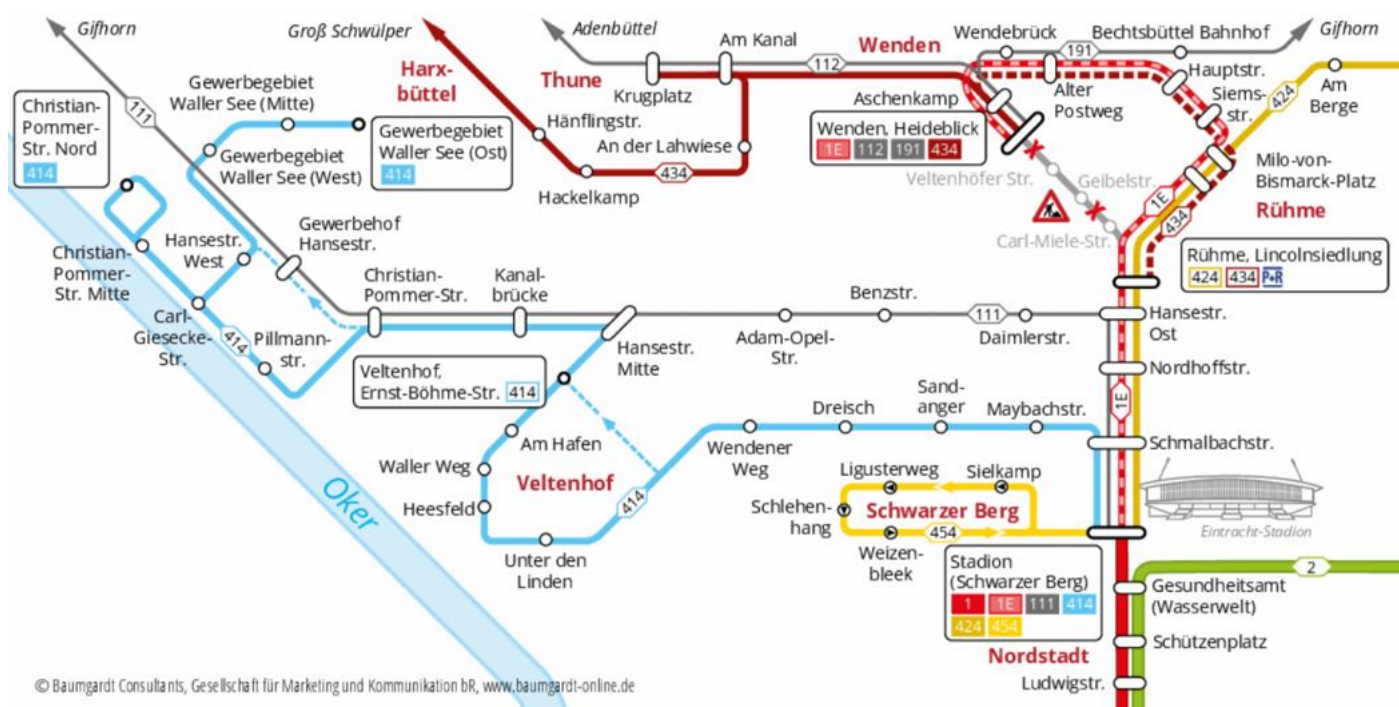 Gifhorn
Groß Schwülper
Adenbüttel
Am Kanal
Wenden
Wendebrück
Bechtsbüttel Bahnhof
Gifhorn
191
112
Harx-
büttel
Thune
Krugplatz
Hauptstr.
Siems-
str.
424
Am
Berge
Alter
Postweg
Gewerbegebiet
Waller See (Mitte)
Christian-
Pommer-
Str. Nord
414
111
Gewerbegebiet
Waller See (Ost)
414
Gewerbegebiet
Waller See (West)
Hänflingstr.
An der Lahwiese
434
Hackelkamp
Aschenkamp
Wenden, Heideblick
1E 112 191 434
Veltenhöfer Str.
Geibelstr.
Carl-Miele-Str.
1E
434
Milo-von-
Bismarck-Platz
Rühme
Rühme, Lincolnsiedlung
424 434 P+R
Gewerbehof
Hansestr.
Hansestr.
West
Christian-
Pommer-
Str. Mitte
Christian-
Pommer-Str.
Kanal-
brücke
Carl-
Giesecke-
Str.
414
Pillmann-
str.
Hansestr.
Mitte
Adam-Opel-
Str.
Benzstr.
111
Daimlerstr.
Hansestr.
Ost
Nordhoffstr.
1E
Veltenhof,
Ernst-Böhme-Str. 414
Am Hafen
Waller Weg
Veltenhof
Heesfeld
414
Unter den
Linden
Wendener
Weg
Dreisch
Sand-
anger
Maybachstr.
Schmalbachstr.
Ligusterweg
Sielkamp
Schlehen-
hang
Schwarzer Berg
454
Weizen-
bleek
Eintracht-Stadion
Stadion
(Schwarzer Berg)
1 1E 111 414
424 454
Nordstadt
2
Gesundheitsamt
(Wasserwelt)
Schützenplatz
Ludwigstr.
Oker
© Baumgardt Consultants, Gesellschaft für Marketing und Kommunikation bR, www.baumgardt-online.de